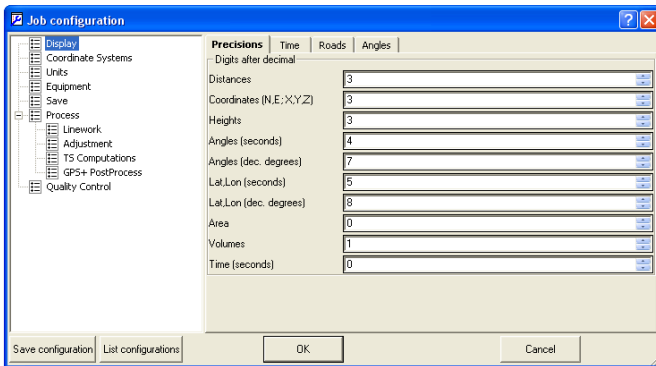 Job configuration
Display
Coordinate Systems
Units
Equipment
Save
Process
Linework
Adjustment
TS Computations
GPS+ PostProcess
Quality Control
Precisions Time Roads Angles
Digits after decimal
Distances 3
Coordinates (N,E; X,Y,Z) 3
Heights 3
Angles (seconds) 4
Angles (dec. degrees) 7
Lat,Lon (seconds) 5
Lat,Lon (dec. degrees) 8
Area 0
Volumes 1
Time (seconds) 0
Save configuration List configurations OK Cancel